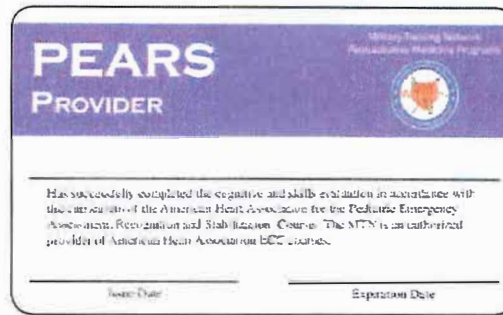 PEARS
PROVIDER
Military Training Network
Resuscitative Medicine Programs
Has successfully completed the cognitive and skills evaluation in accordance with
the curriculum of the American Heart Association for the Pediatric Emergency
Assessment, Recognition and Stabilization Course. The MTN is an authorized
provider of American Heart Association ECC courses.
Issue Date
Expiration Date